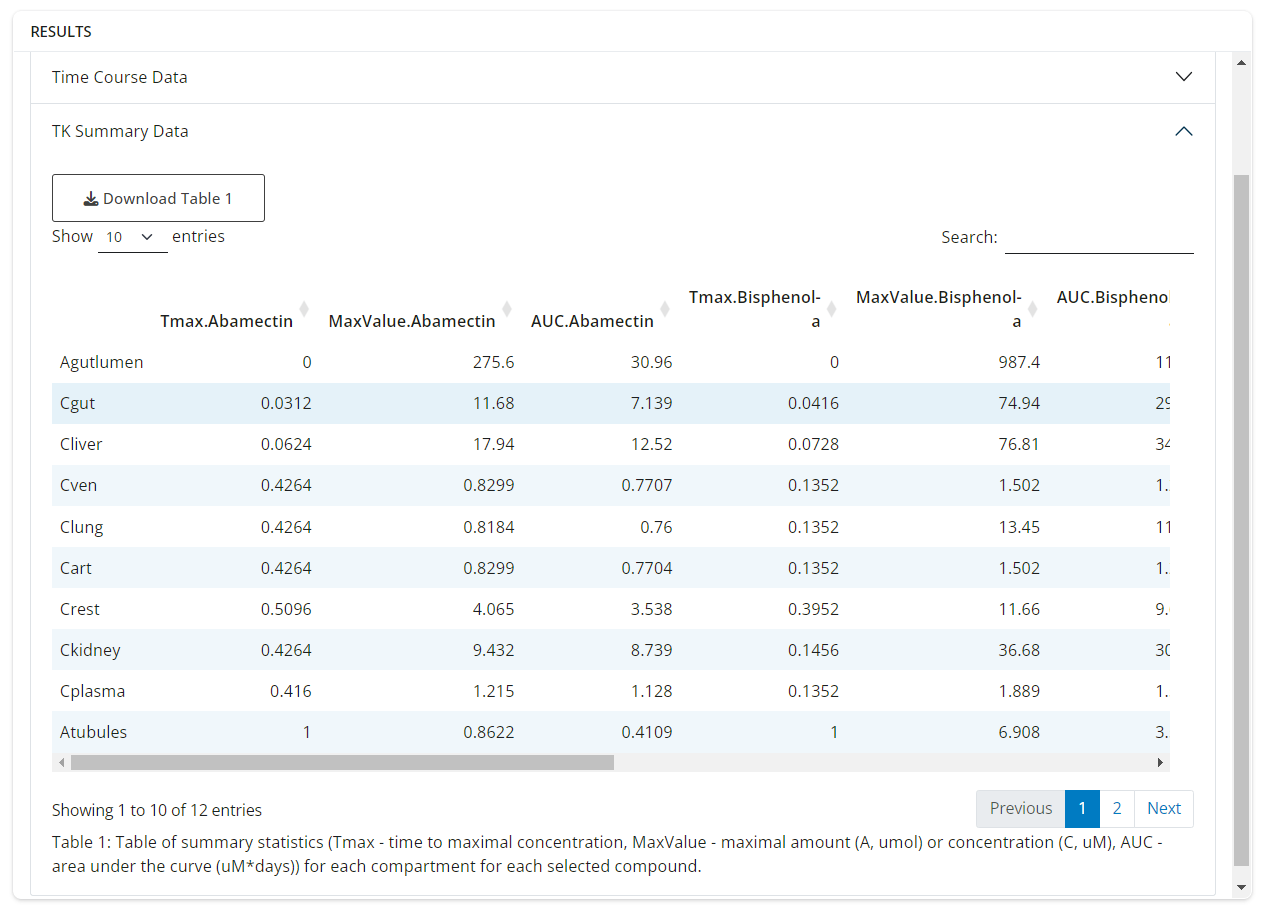 RESULTS
Time Course Data
TK Summary Data
Download Table 1
Show 10 entries Search:
Tmax.Abamectin MaxValue.Abamectin AUC.Abamectin Tmax.Bisphenol-a MaxValue.Bisphenol-a AUC.Bisphenol
Agutlumen 0 275.6 30.96 0 987.4 11
Cgut 0.0312 11.68 7.139 0.0416 74.94 29
Cliver 0.0624 17.94 12.52 0.0728 76.81 34
Cven 0.4264 0.8299 0.7707 0.1352 1.502 1.
Clung 0.4264 0.8184 0.76 0.1352 13.45 11
Cart 0.4264 0.8299 0.7704 0.1352 1.502 1.
Crest 0.5096 4.065 3.538 0.3952 11.66 9.
Ckidney 0.4264 9.432 8.739 0.1456 36.68 30
Cplasma 0.416 1.215 1.128 0.1352 1.889 1.
Atubules 1 0.8622 0.4109 1 6.908 3.
Showing 1 to 10 of 12 entries Previous 1 2 Next
Table 1: Table of summary statistics (Tmax - time to maximal concentration, MaxValue - maximal amount (A, umol) or concentration (C, uM), AUC -
area under the curve (uM*days)) for each compartment for each selected compound.